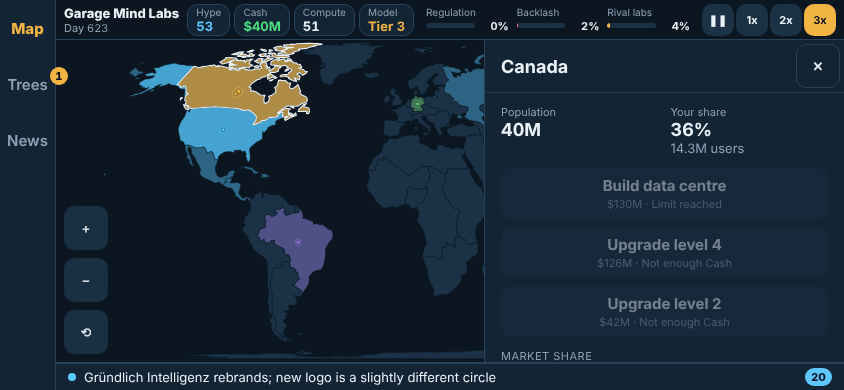 Map
Trees
1
News
Garage Mind Labs
Day 623
Hype
53
Cash
$40M
Compute
51
Model
Tier 3
Regulation
0%
Backlash
2%
Rival labs
4%
1x
2x
3x
Canada
×
Population
40M
Your share
36%
14.3M users
Build data centre
$130M · Limit reached
Upgrade level 4
$126M · Not enough Cash
Upgrade level 2
$42M · Not enough Cash
MARKET SHARE
+
−
Gründlich Intelligenz rebrands; new logo is a slightly different circle
20